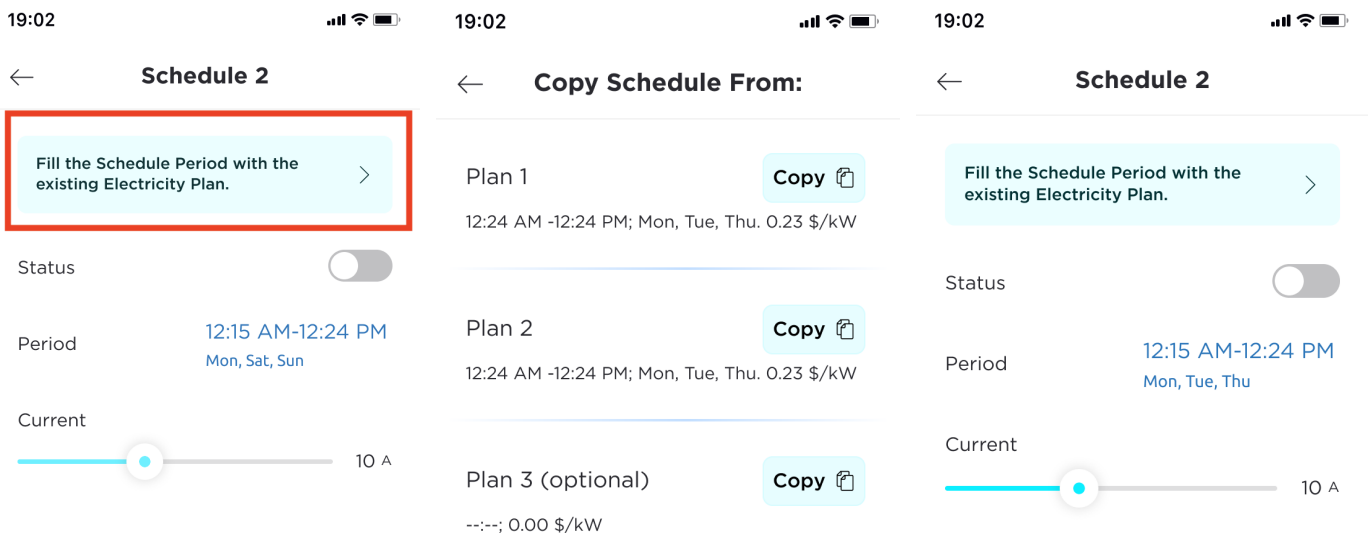 19:02
Schedule 2
Fill the Schedule Period with the
existing Electricity Plan.
Status
Period
12:15 AM-12:24 PM
Mon, Sat, Sun
Current
10 A
19:02
Copy Schedule From:
Plan 1
Copy
12:24 AM -12:24 PM; Mon, Tue, Thu. 0.23 $/kW
Plan 2
Copy
12:24 AM -12:24 PM; Mon, Tue, Thu. 0.23 $/kW
Plan 3 (optional)
Copy
--:--; 0.00 $/kW
19:02
Schedule 2
Fill the Schedule Period with the
existing Electricity Plan.
Status
Period
12:15 AM-12:24 PM
Mon, Tue, Thu
Current
10 A